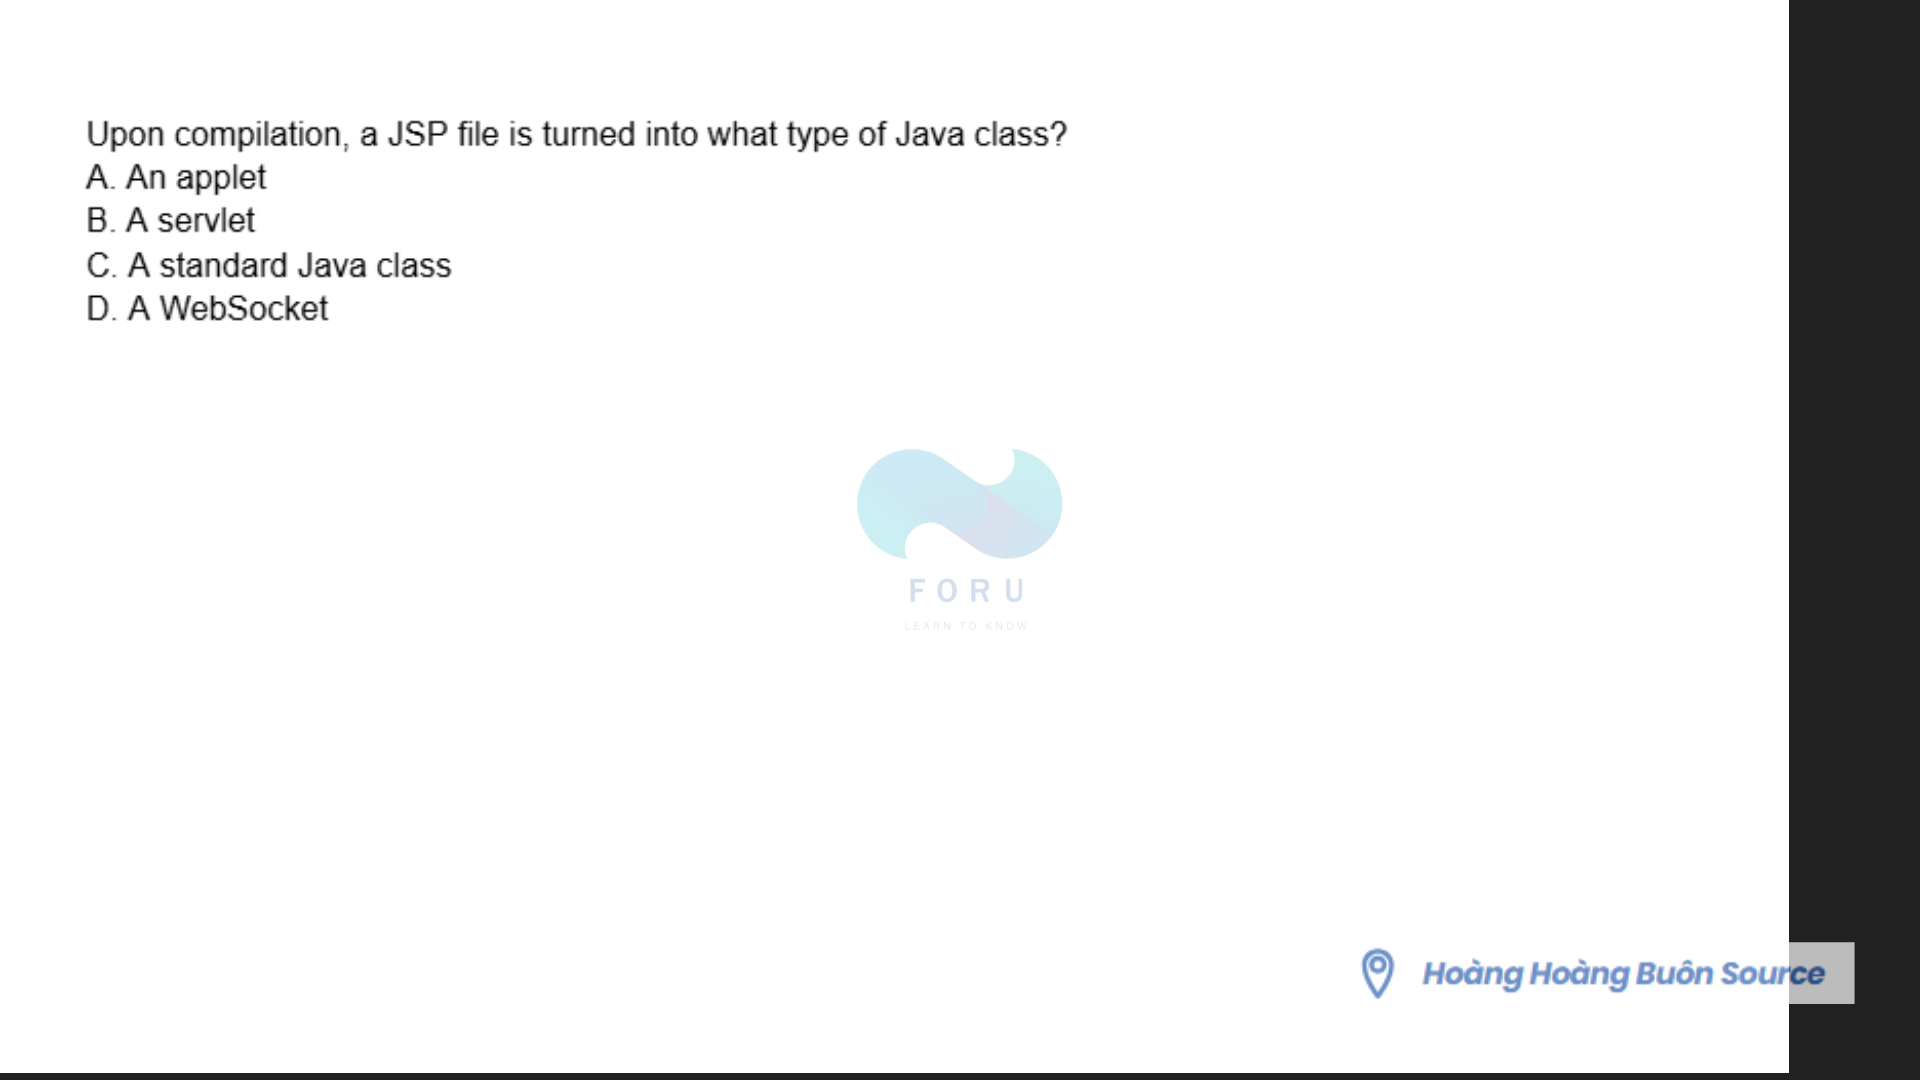 Upon compilation, a JSP file is turned into what type of Java class?
A. An applet
B. A servlet
C. A standard Java class
D. A WebSocket
FORU
LEARN TO KNOW
Hoàng Hoàng Buôn Source